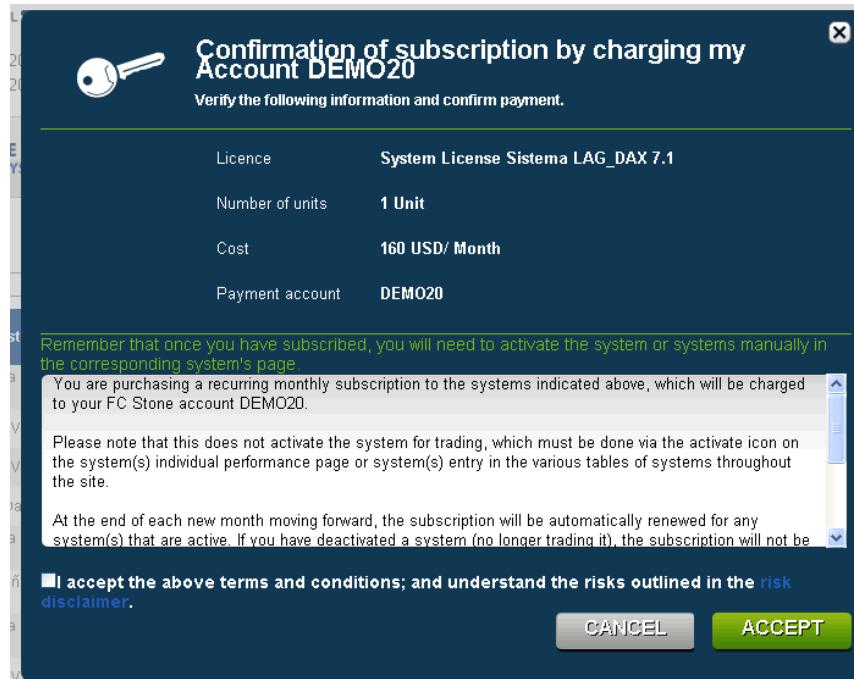 Confirmation of subscription by charging my
Account DEMO20
Verify the following information and confirm payment.
Licence System License Sistema LAG_DAX 7.1
Number of units 1 Unit
Cost 160 USD/ Month
Payment account DEMO20
Remember that once you have subscribed, you will need to activate the system or systems manually in
the corresponding system's page.
You are purchasing a recurring monthly subscription to the systems indicated above, which will be charged
to your FC Stone account DEMO20.
Please note that this does not activate the system for trading, which must be done via the activate icon on
the system(s) individual performance page or system(s) entry in the various tables of systems throughout
the site.
At the end of each new month moving forward, the subscription will be automatically renewed for any
system(s) that are active. If you have deactivated a system (no longer trading it), the subscription will not be
I accept the above terms and conditions; and understand the risks outlined in the risk
disclaimer.
CANCEL ACCEPT